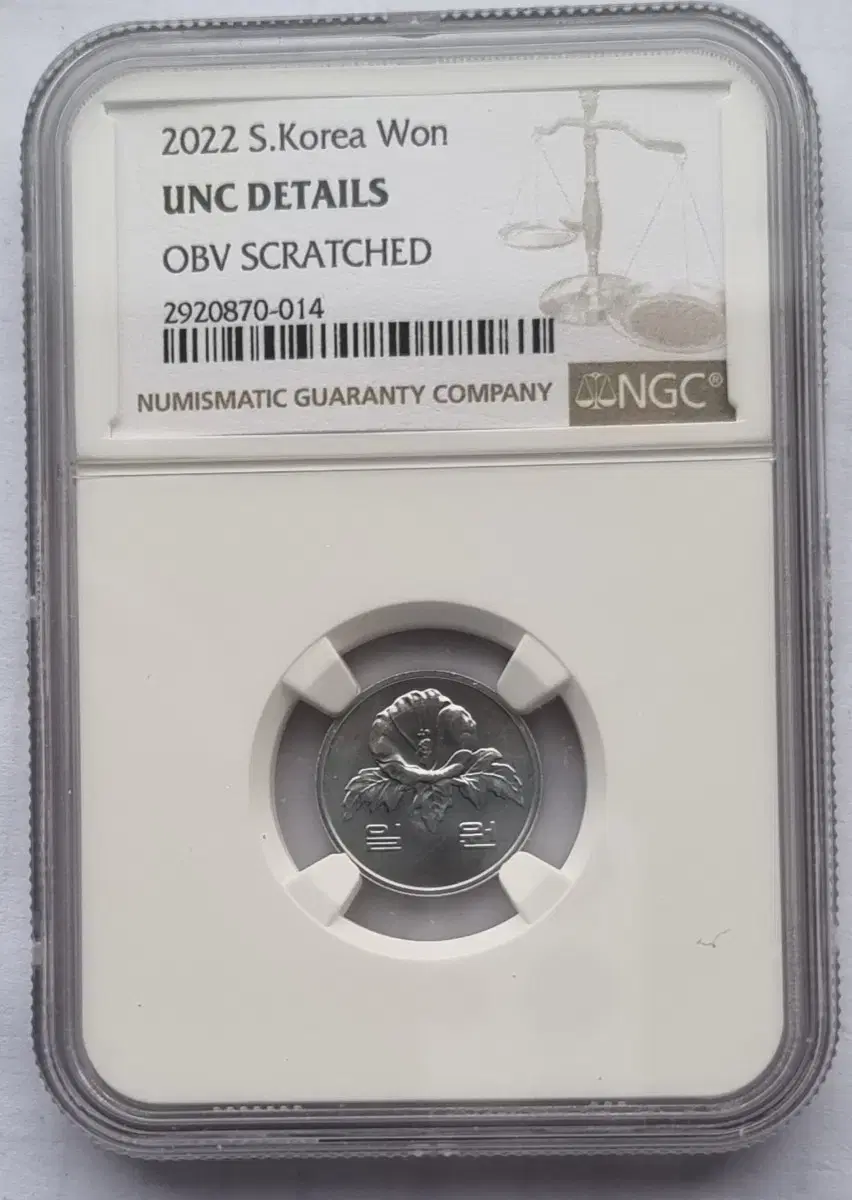 2022 S.Korea Won
UNC DETAILS
OBV SCRATCHED
2920870-014
NUMISMATIC GUARANTY COMPANY
NGC®
일 원